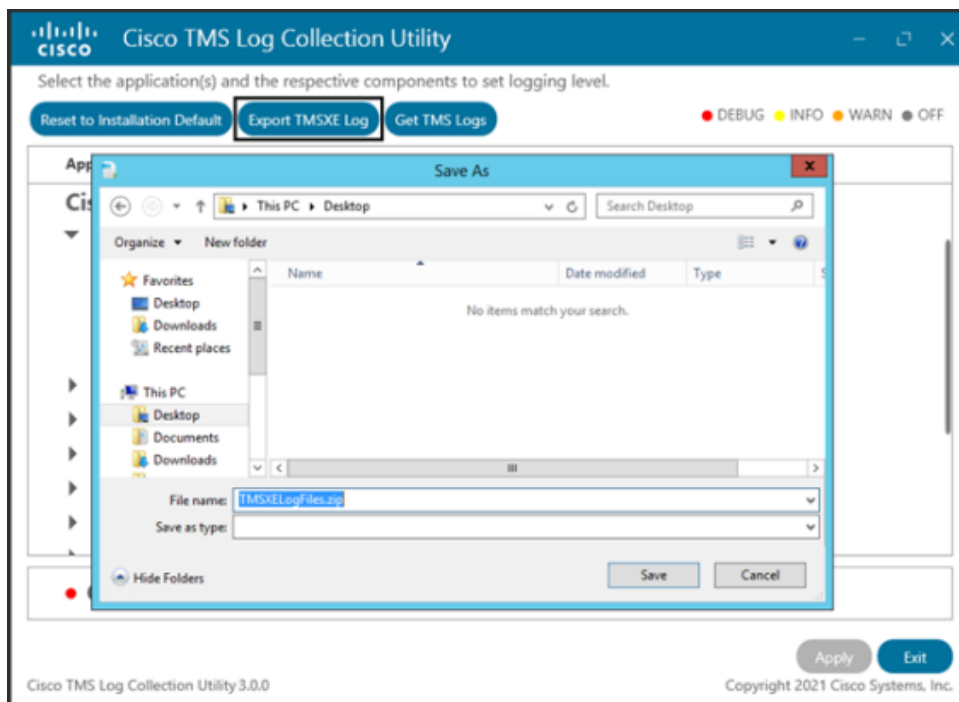 CISCO Cisco TMS Log Collection Utility
Select the application(s) and the respective components to set logging level.
Reset to Installation Default Export TMSXE Log Get TMS Logs DEBUG INFO WARN OFF
App
Save As x
Cis
This PC Desktop Search Desktop
Organize New folder
Name Date modified Type S
Favorites
Desktop
No items match your search.
Downloads
Recent places
This PC
Desktop
Documents
Downloads
File name: TMSXELogFiles.zip
Save as type:
Hide Folders Save Cancel
Apply Exit
Cisco TMS Log Collection Utility 3.0.0 Copyright 2021 Cisco Systems, Inc.